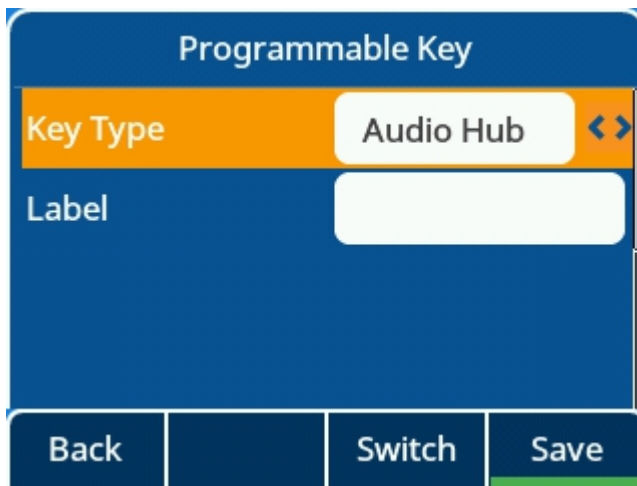 Programmable Key
Key Type Audio Hub < >
Label
Back Switch Save